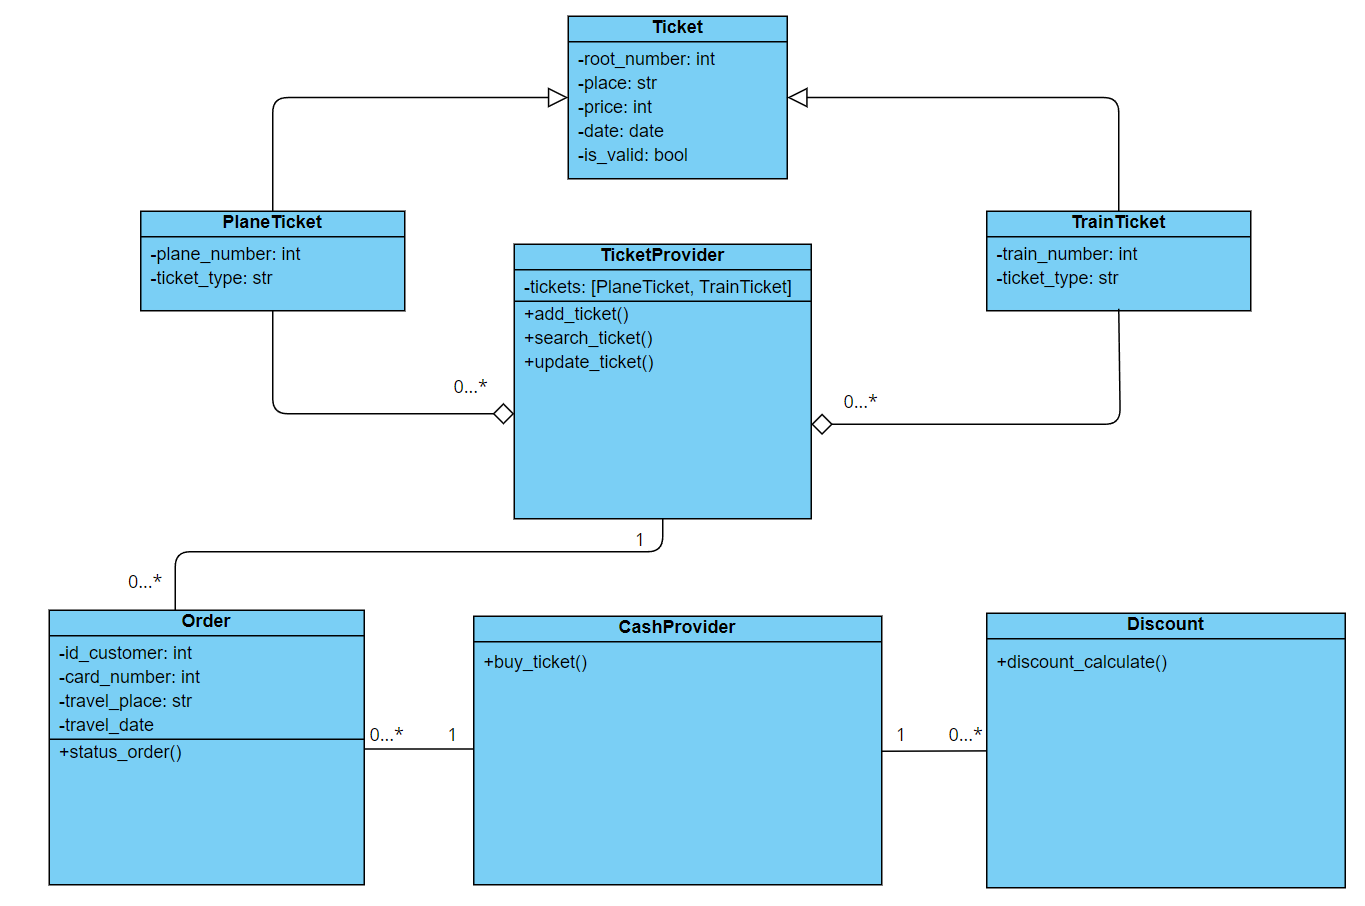 Ticket
-root_number: int
-place: str
-price: int
-date: date
-is_valid: bool
PlaneTicket
-plane_number: int
-ticket_type: str
TicketProvider
-tickets: [PlaneTicket, TrainTicket]
+add_ticket()
+search_ticket()
+update_ticket()
TrainTicket
-train_number: int
-ticket_type: str
0...*
0...*
1
0...*
Order
-id_customer: int
-card_number: int
-travel_place: str
-travel_date
+status_order()
0...*
1
CashProvider
+buy_ticket()
1
0...*
Discount
+discount_calculate()